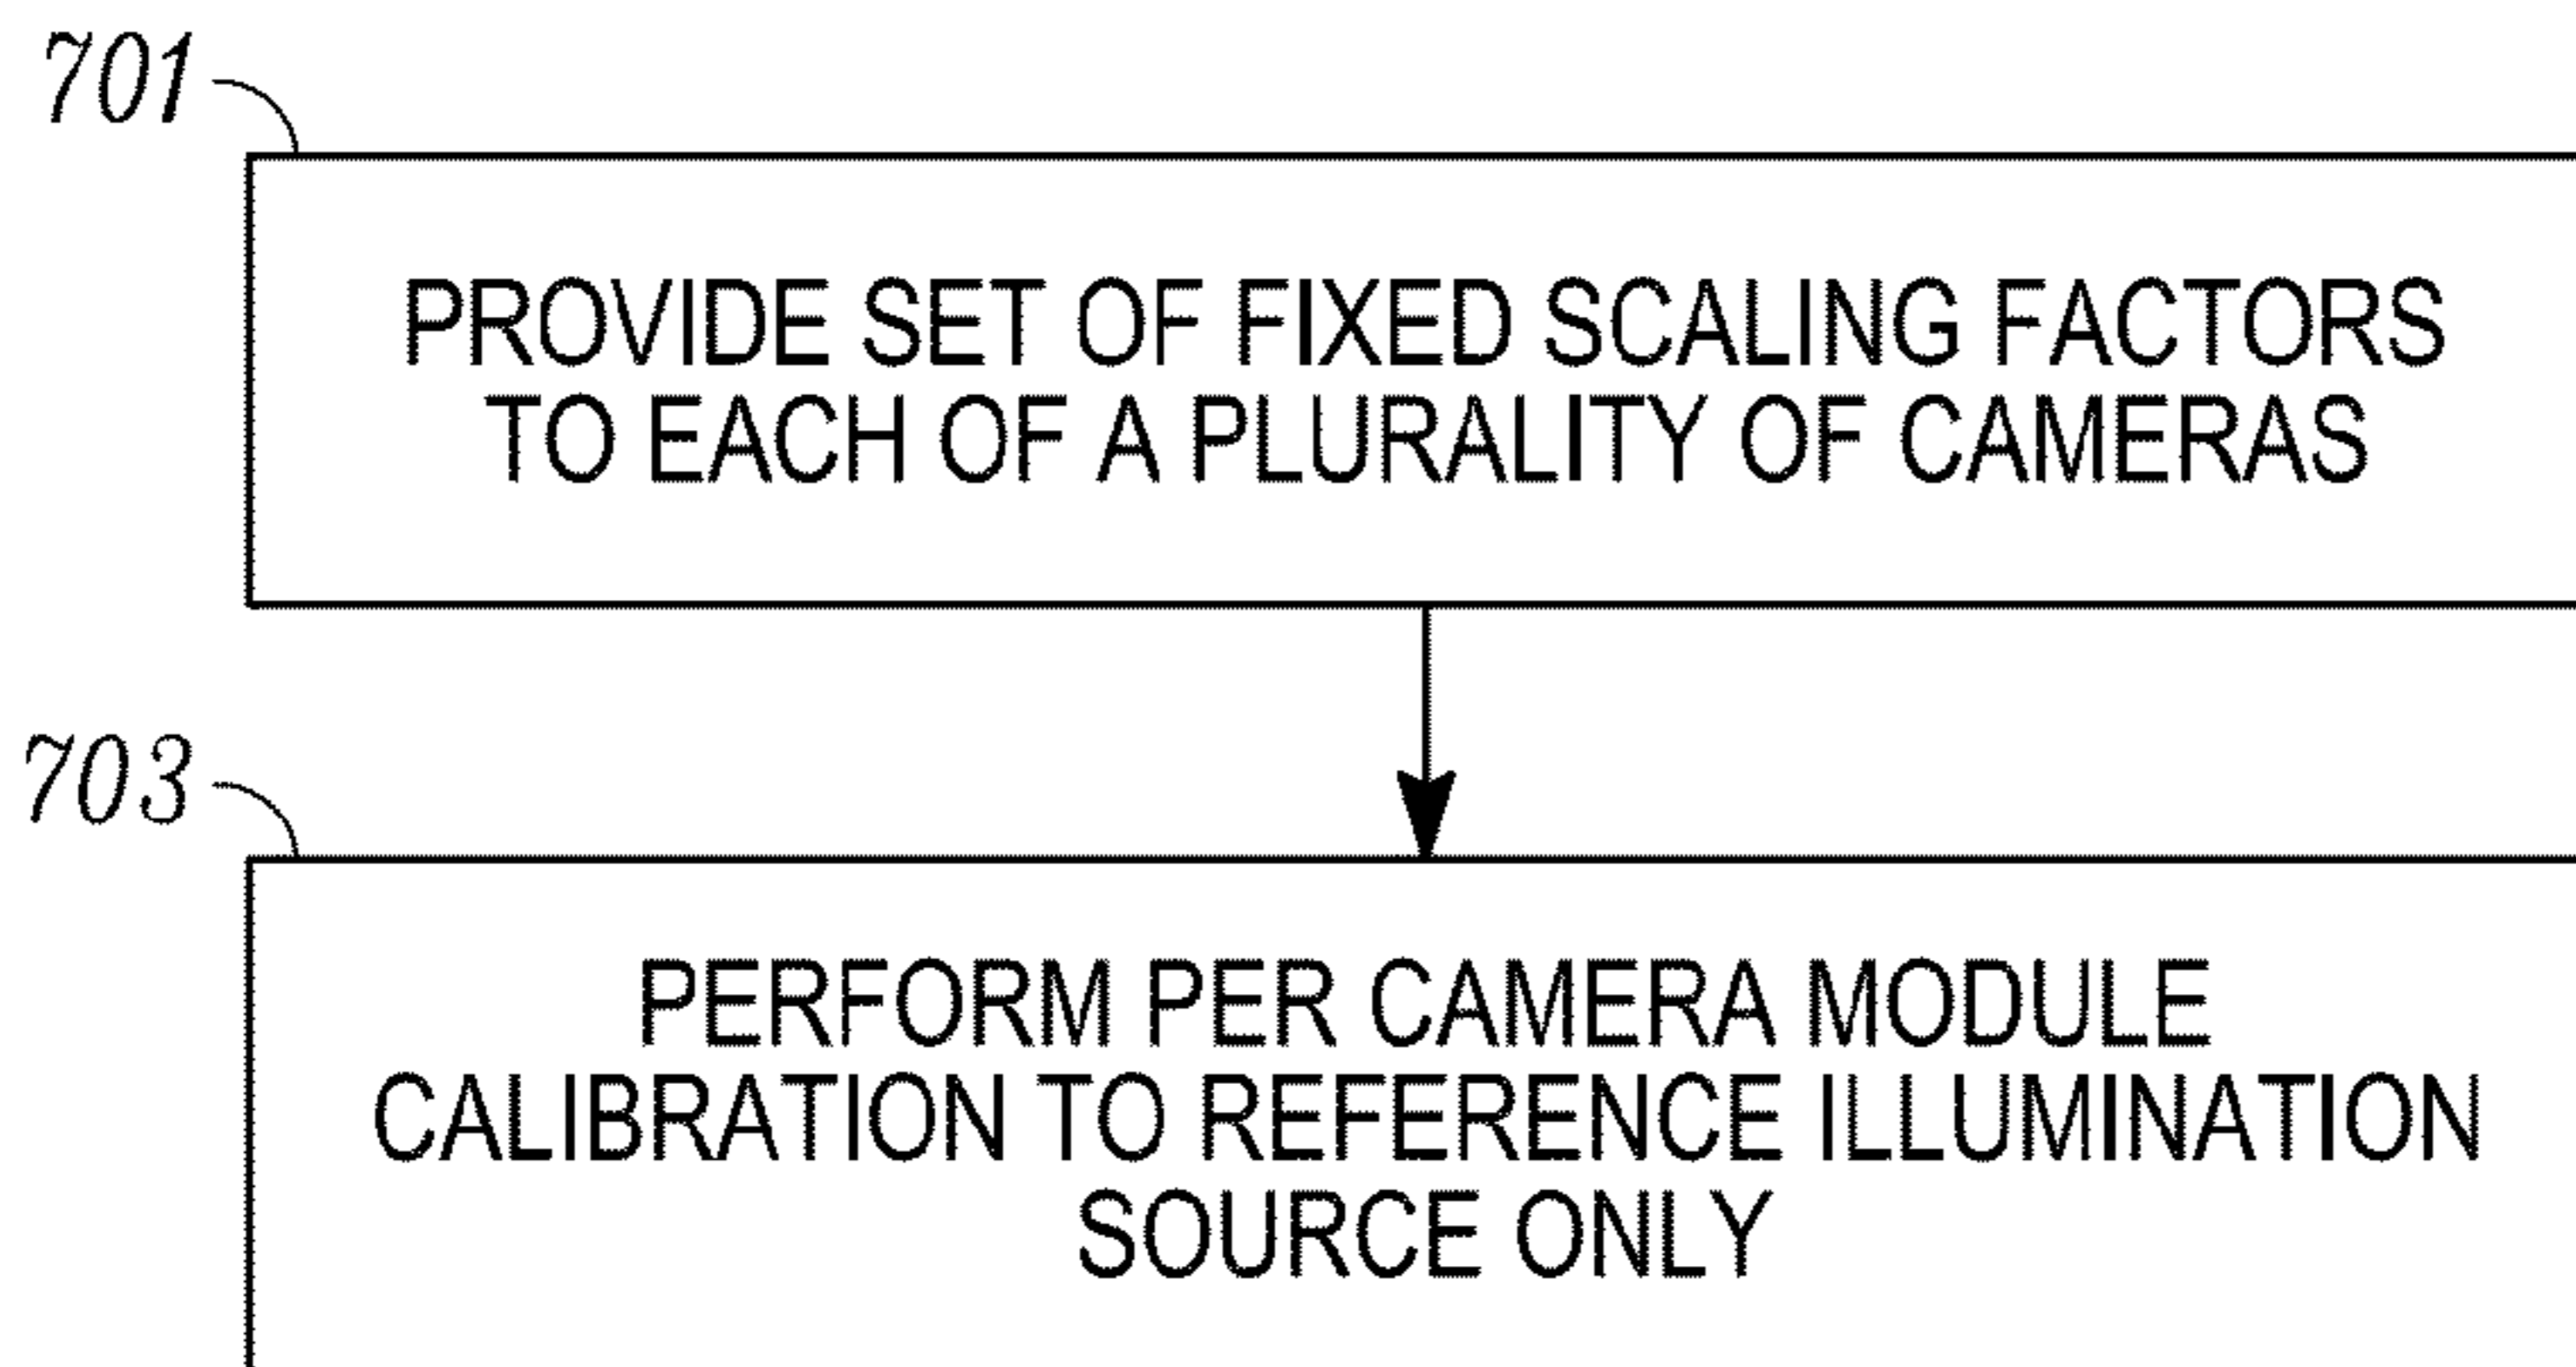 701
PROVIDE SET OF FIXED SCALING FACTORS
TO EACH OF A PLURALITY OF CAMERAS
703
PERFORM PER CAMERA MODULE
CALIBRATION TO REFERENCE ILLUMINATION
SOURCE ONLY